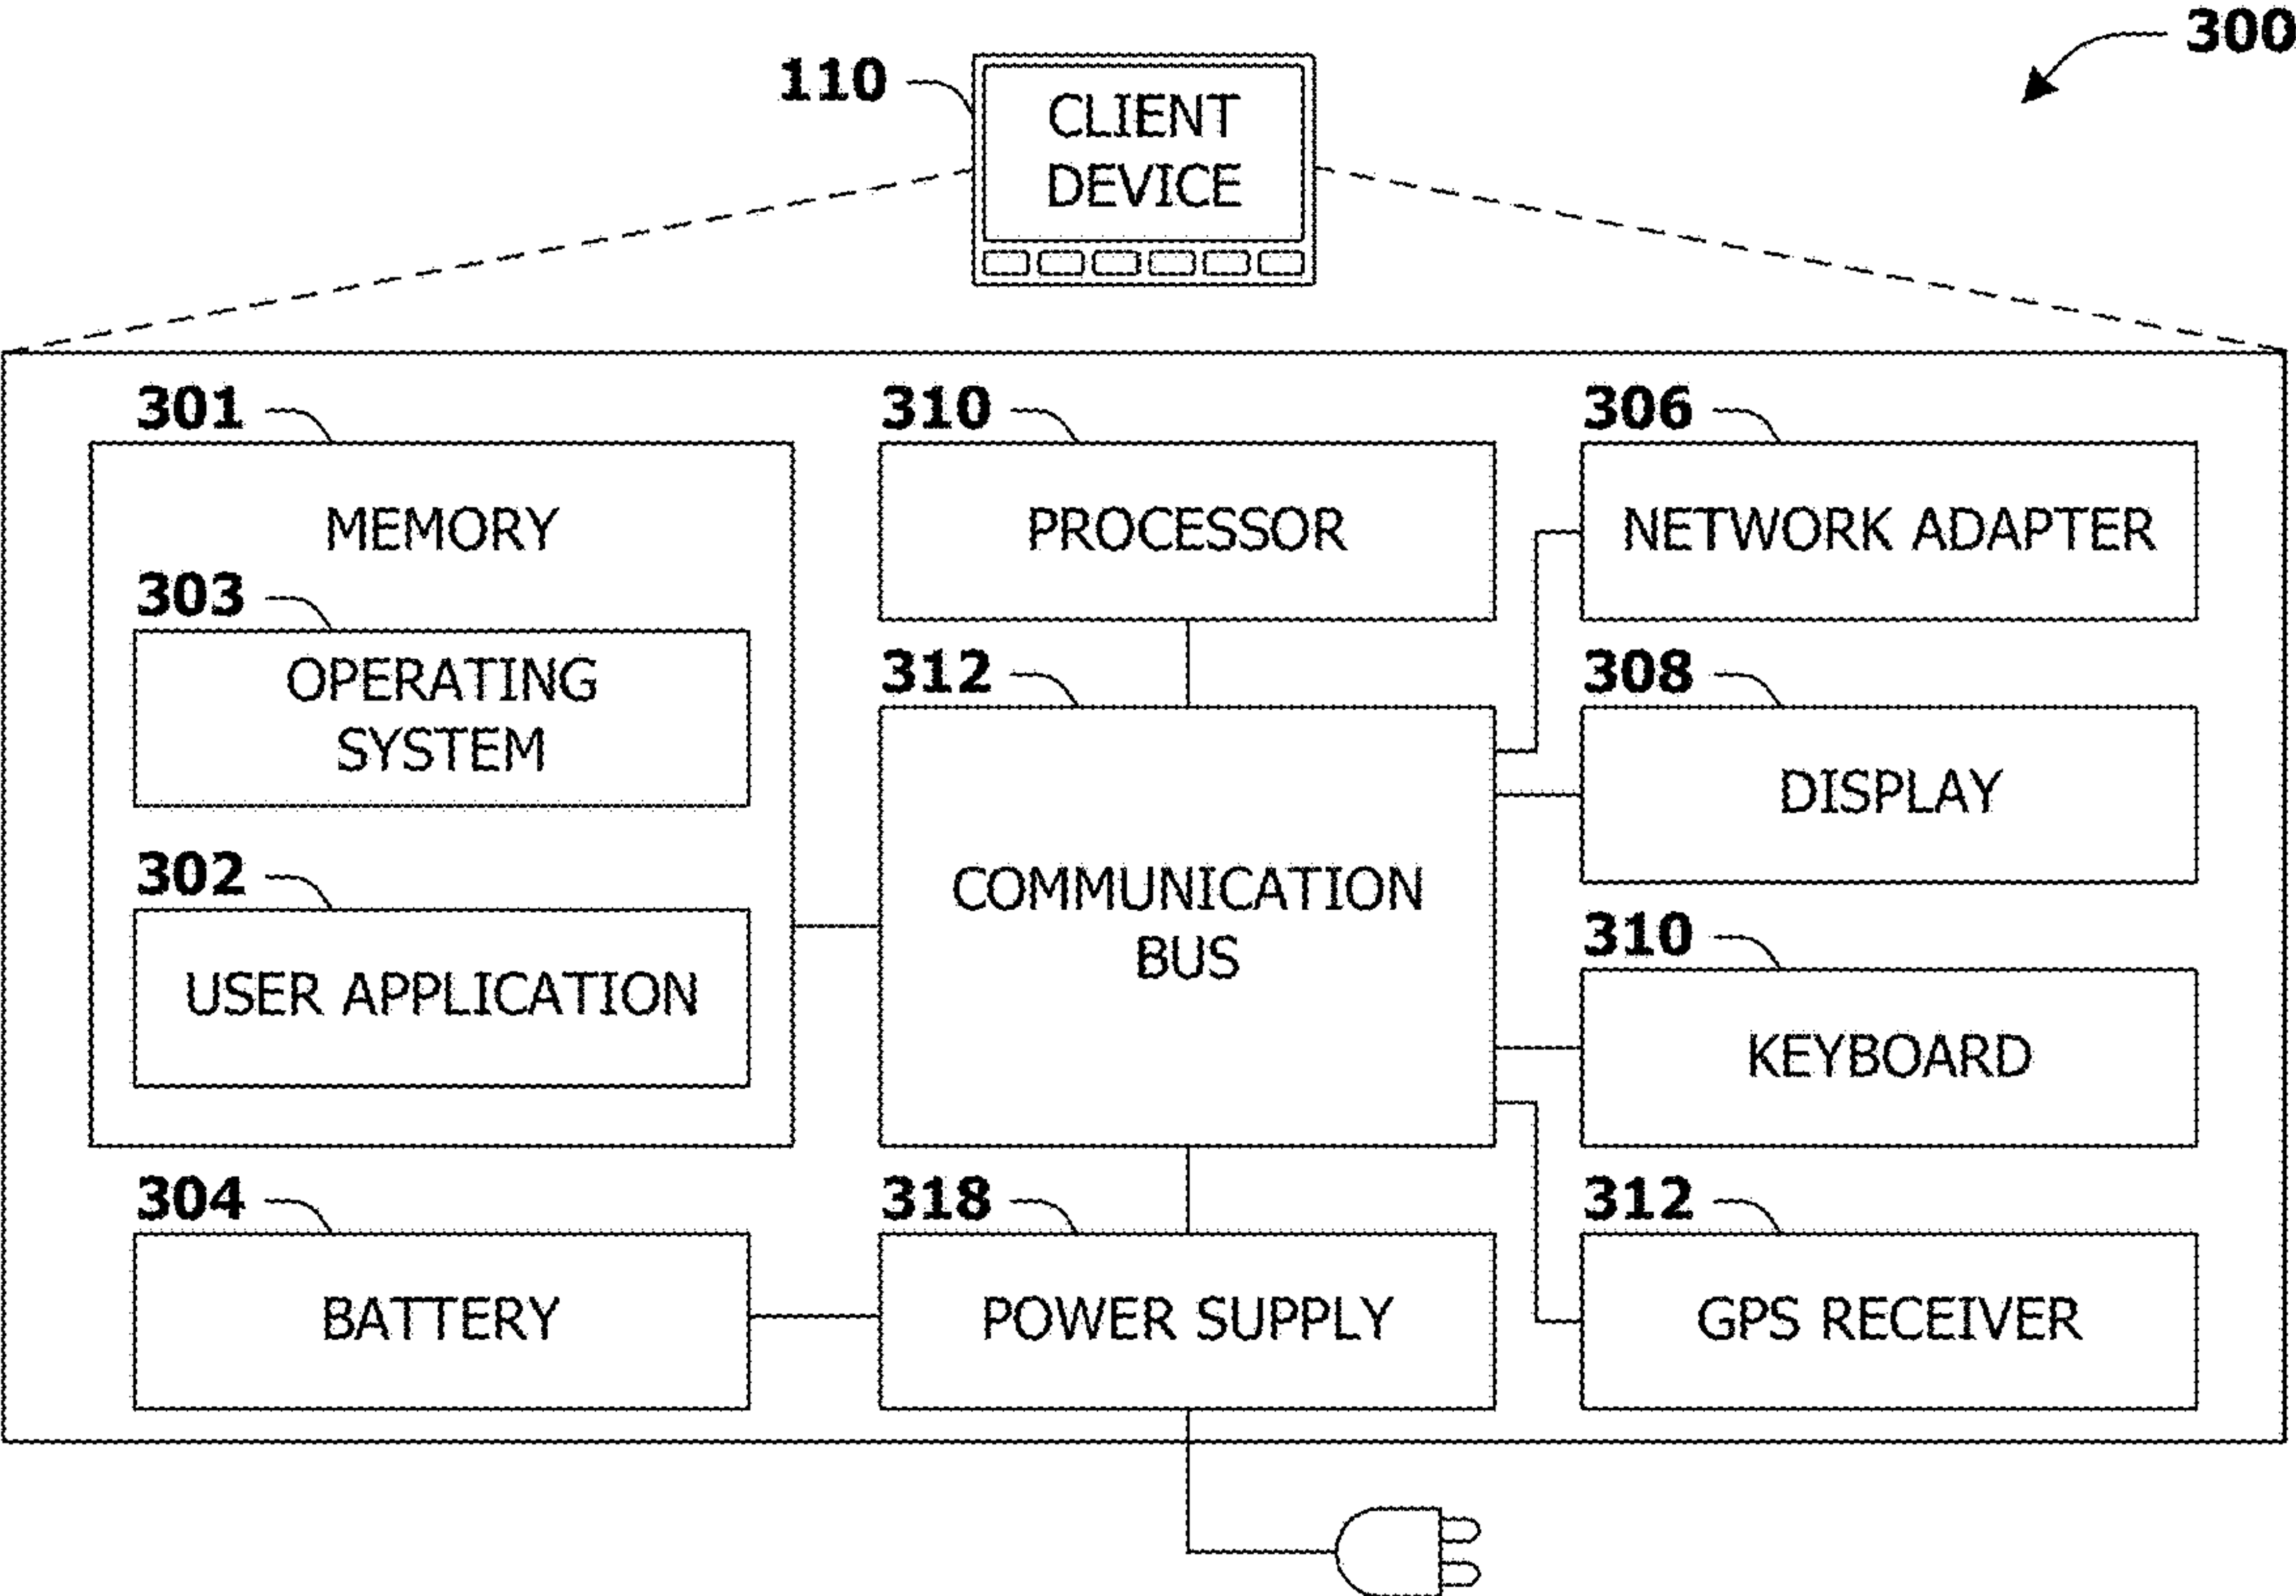 300
110
CLIENT
DEVICE
301
MEMORY
303
OPERATING
SYSTEM
302
USER APPLICATION
304
BATTERY
310
PROCESSOR
312
COMMUNICATION
BUS
318
POWER SUPPLY
306
NETWORK ADAPTER
308
DISPLAY
310
KEYBOARD
312
GPS RECEIVER